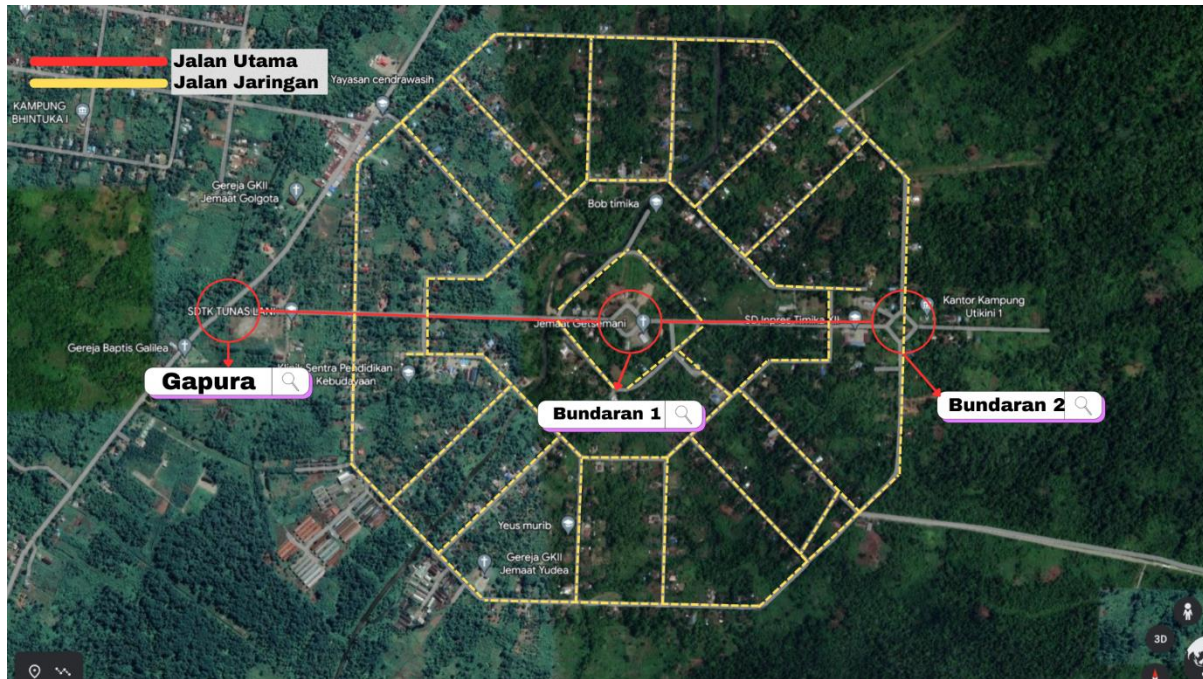 Jalan Utama
Jalan Jaringan
Yayasan cendrawasih
KAMPUNG
BHINTUKA I
Gereja GKII
Jemaat Golgota
Bob timika
SDTK TUNAS LANI
Kantor Kampung
Utikini 1
Jemaat Getsemani
SD Inpres Timika XII
Gereja Baptis Galilea
Klinik Sentra Pendidikan
Kebudayaan
Gapura
Bundaran 1
Bundaran 2
Yeus murib
Gereja GKII
Jemaat Yudea
3D